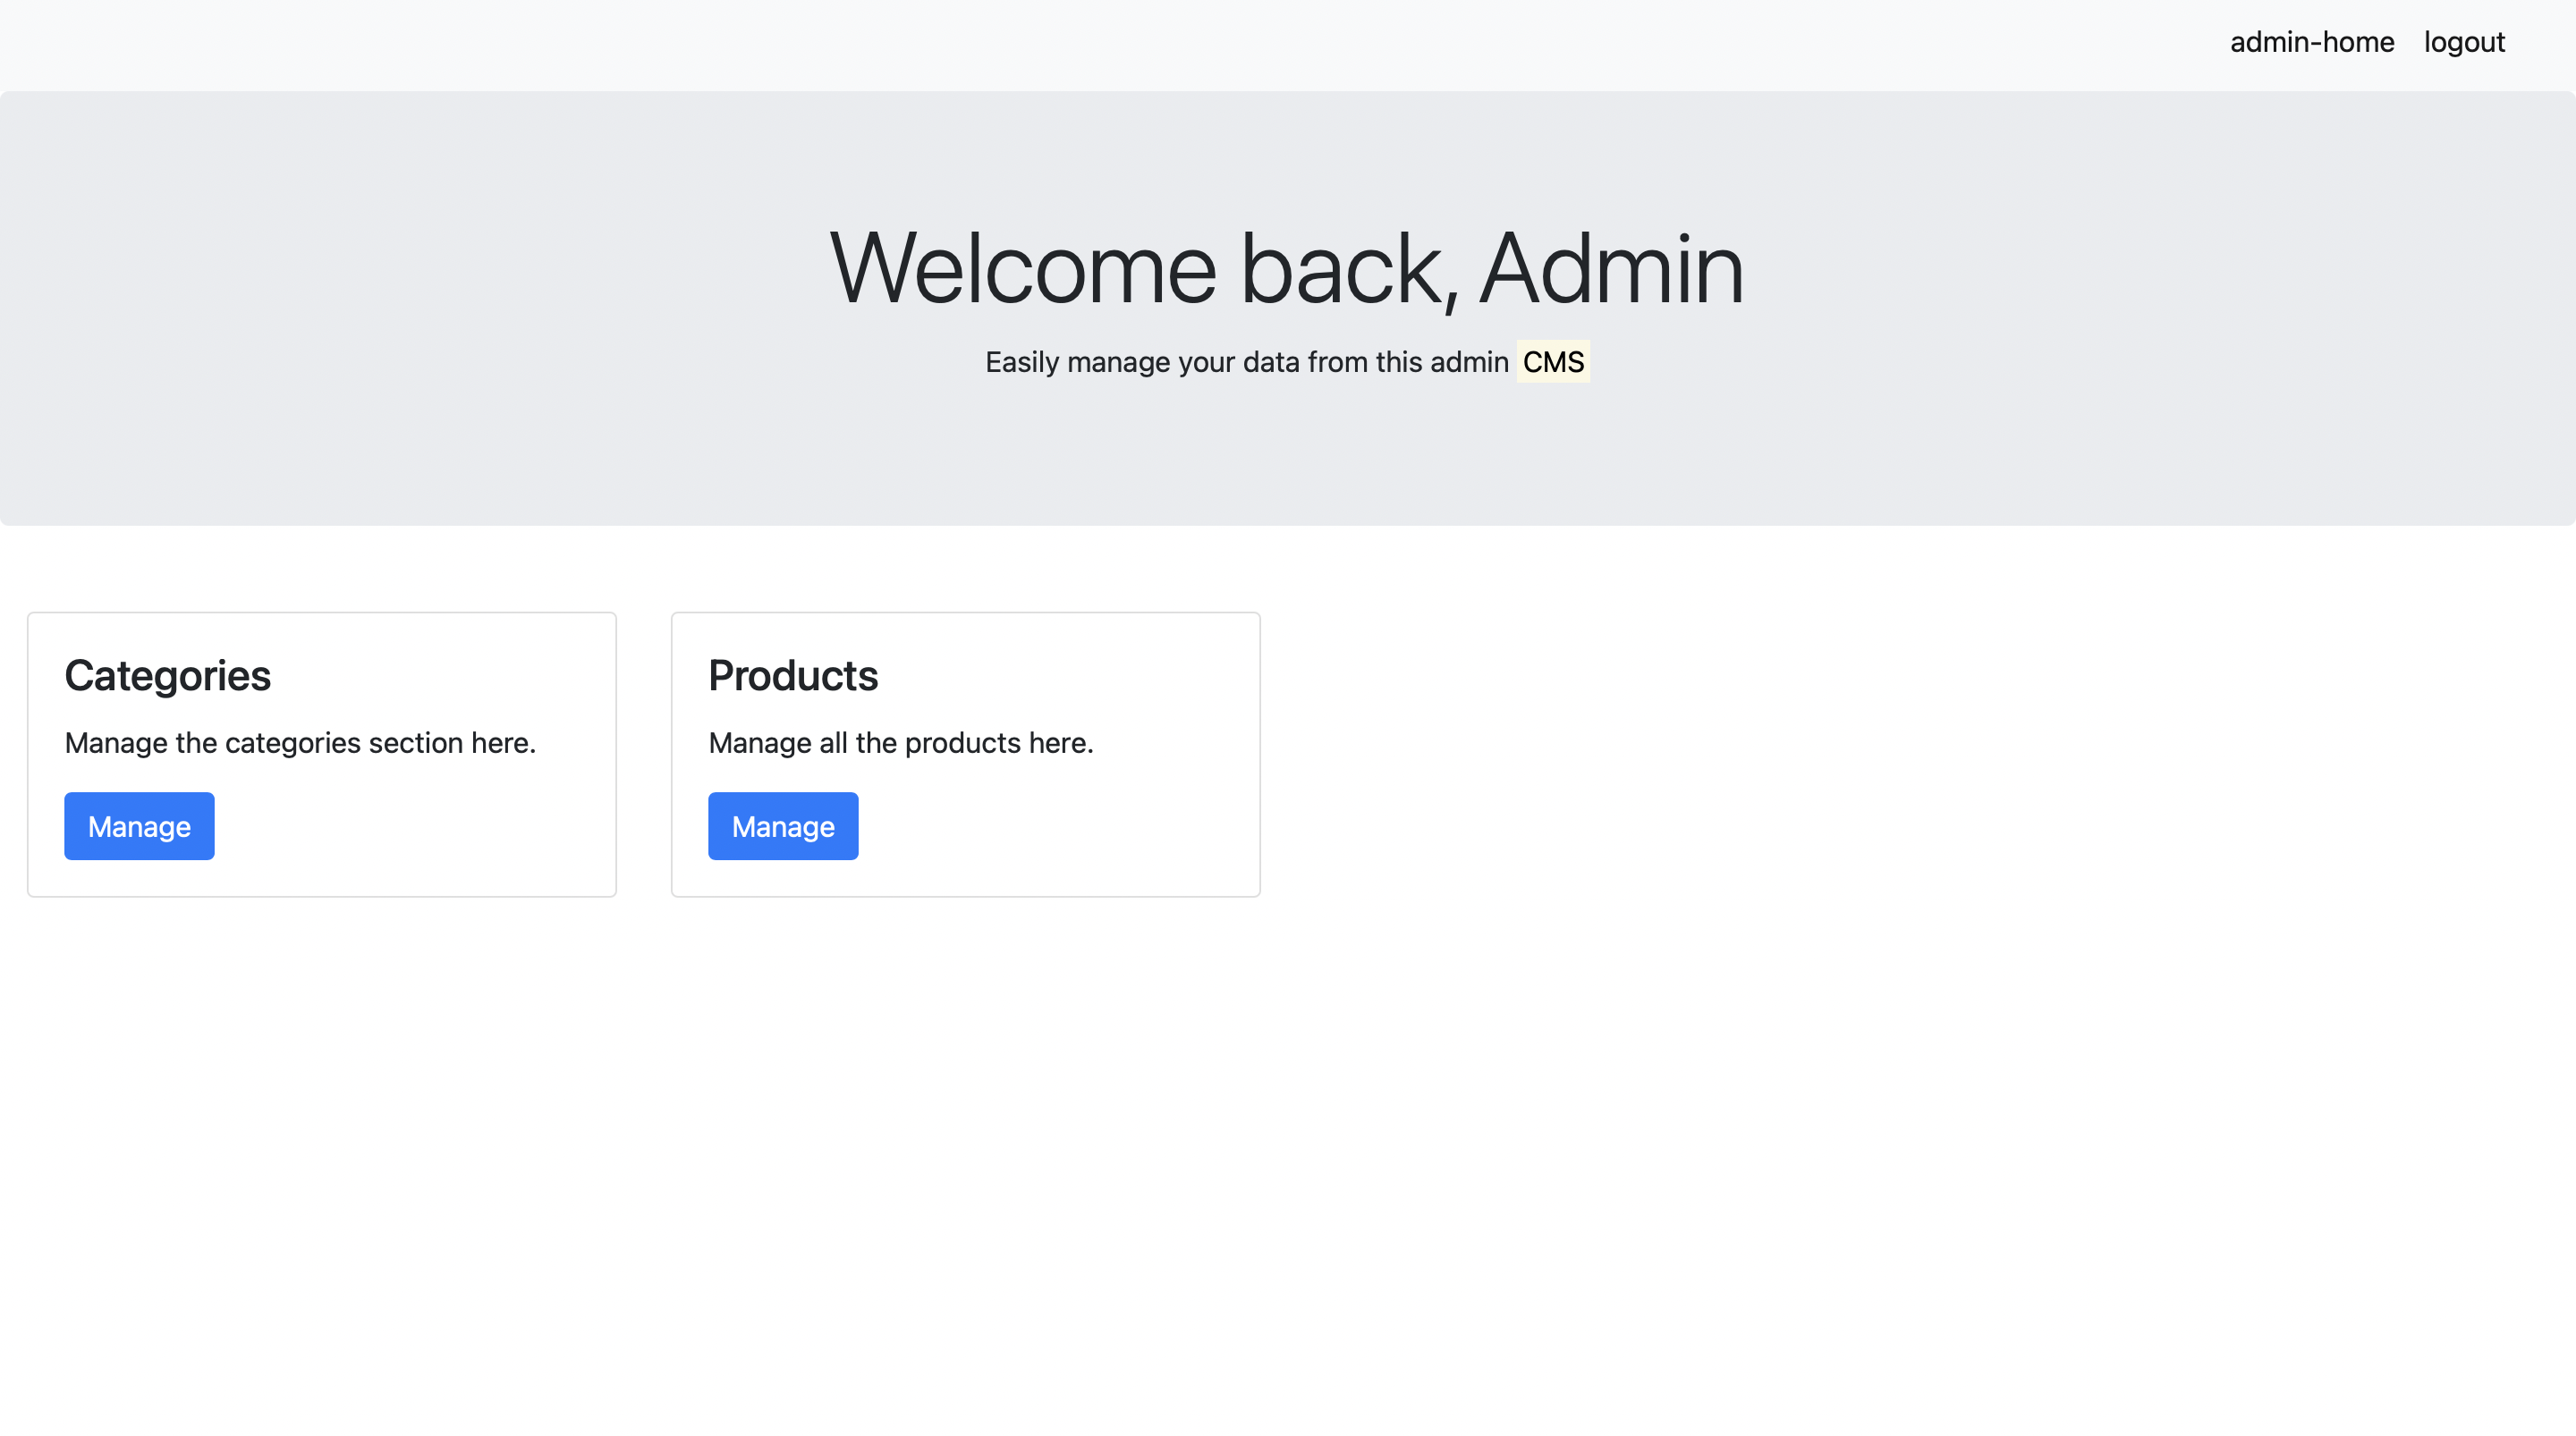 admin-home logout
Welcome back, Admin
Easily manage your data from this admin CMS
Categories
Manage the categories section here.
Manage
Products
Manage all the products here.
Manage